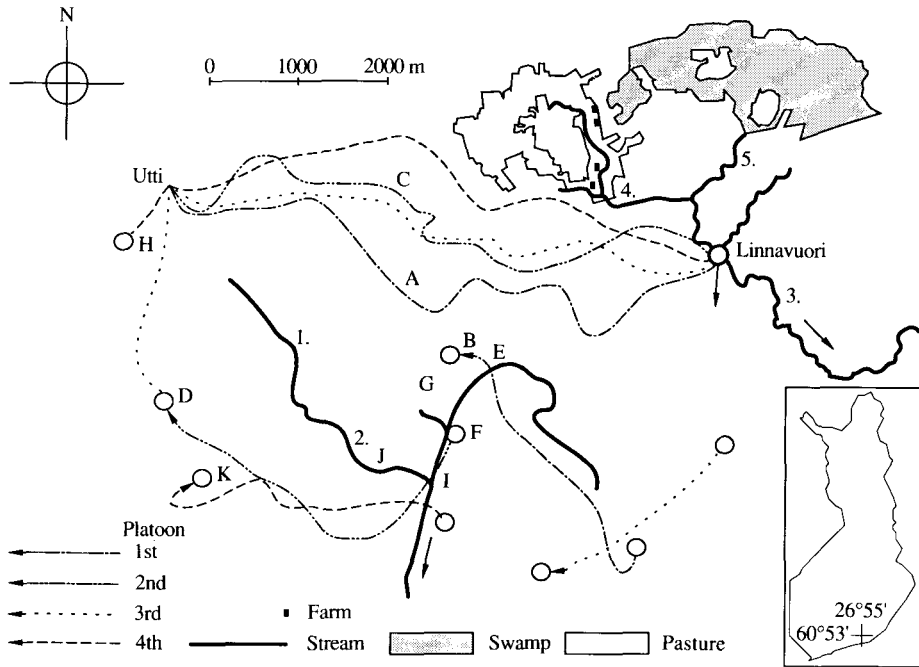 N
0 1000 2000 m
Utti
C
4.
5.
H
A
Linnavuori
3.
1.
B
E
G
D
F
2.
J
K
I
Platoon
1st
2nd
3rd
4th
Farm
Stream
Swamp
Pasture
26°55'
60°53'